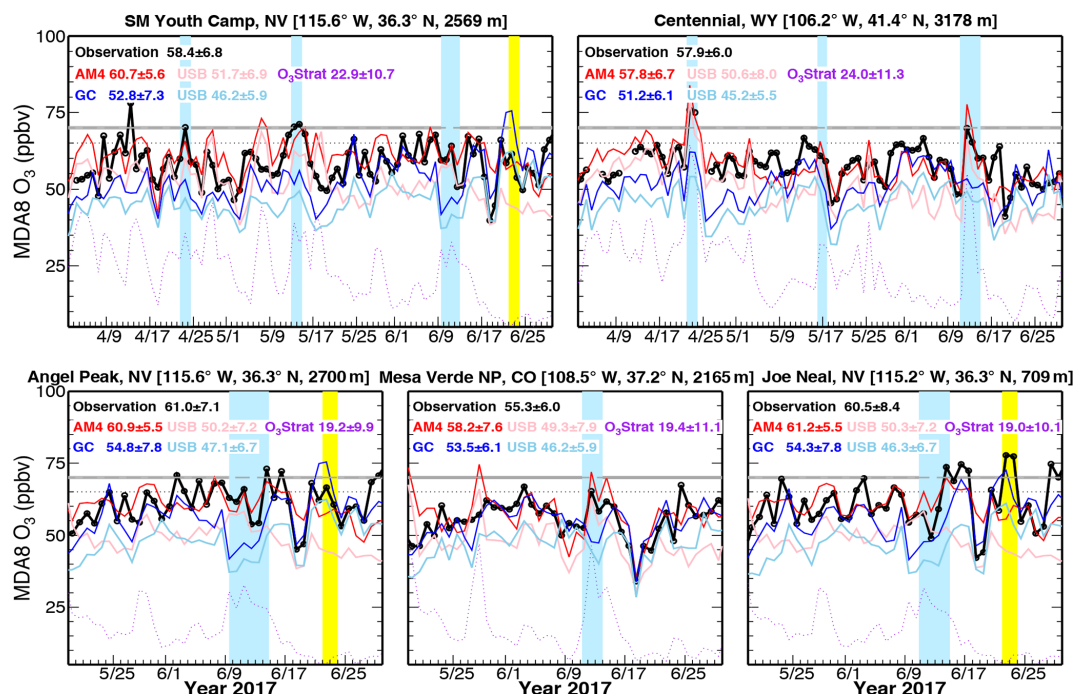 SM Youth Camp, NV [115.6° W, 36.3° N, 2569 m]
Centennial, WY [106.2° W, 41.4° N, 3178 m]
100
75
50
25
MDA8 O3 (ppbv)
Observation 58.4±6.8
AM4 60.7±5.6 USB 51.7±6.9 O3Strat 22.9±10.7
GC 52.8±7.3 USB 46.2±5.9
4/9 4/17 4/25 5/1 5/9 5/17 6/1 6/9 6/17 6/25
Observation 57.9±6.0
AM4 57.8±6.7 USB 50.6±8.0 O3Strat 24.0±11.3
GC 51.2±6.1 USB 45.2±5.5
4/9 4/17 4/25 5/1 5/9 5/17 5/25 6/1 6/9 6/17 6/25
Angel Peak, NV [115.6° W, 36.3° N, 2700 m]
Mesa Verde NP, CO [108.5° W, 37.2° N, 2165 m]
Joe Neal, NV [115.2° W, 36.3° N, 709 m]
100
75
50
25
MDA8 O3 (ppbv)
Observation 61.0±7.1
AM4 60.9±5.5 USB 50.2±7.2 O3Strat 19.2±9.9
GC 54.8±7.8 USB 47.1±6.7
5/25 6/1 6/9 6/17 6/25
Year 2017
Observation 55.3±6.0
AM4 58.2±7.6 USB 49.3±7.9 O3Strat 19.4±11.1
GC 53.5±6.1 USB 46.2±5.9
5/25 6/1 6/9 6/17 6/25
Year 2017
Observation 60.5±8.4
AM4 61.2±5.5 USB 50.3±7.2 O3Strat 19.0±10.1
GC 54.3±7.8 USB 46.3±6.7
5/25 6/1 6/9 6/17 6/25
Year 2017